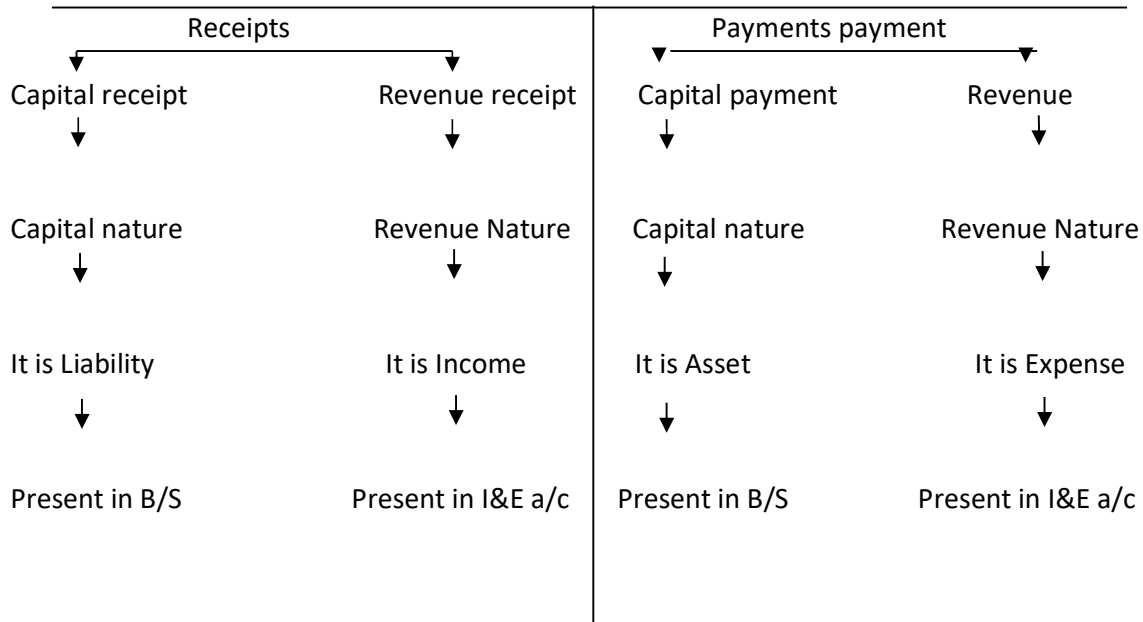 Receipts Payments payment
Capital receipt Revenue receipt Capital payment Revenue
Capital nature Revenue Nature Capital nature Revenue Nature
It is Liability It is Income It is Asset It is Expense
Present in B/S Present in I&E a/c Present in B/S Present in I&E a/c